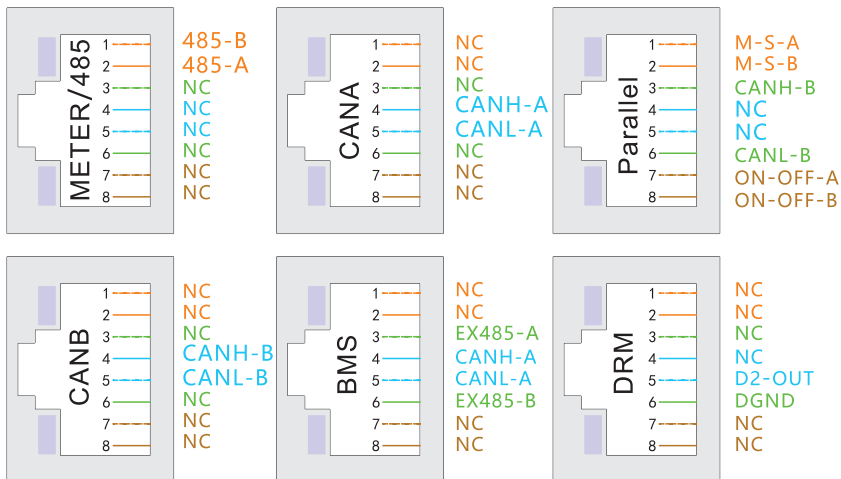 METER/485
1 485-B
2 485-A
3 NC
4 NC
5 NC
6 NC
7 NC
8 NC
CANA
1 NC
2 NC
3 NC
4 CANH-A
5 CANL-A
6 NC
7 NC
8 NC
Parallel
1 M-S-A
2 M-S-B
3 CANH-B
4 NC
5 NC
6 CANL-B
7 ON-OFF-A
8 ON-OFF-B
CANB
1 NC
2 NC
3 NC
4 CANH-B
5 CANL-B
6 NC
7 NC
8 NC
BMS
1 NC
2 NC
3 EX485-A
4 CANH-A
5 CANL-A
6 EX485-B
7 NC
8 NC
DRM
1 NC
2 NC
3 NC
4 NC
5 D2-OUT
6 DGND
7 NC
8 NC